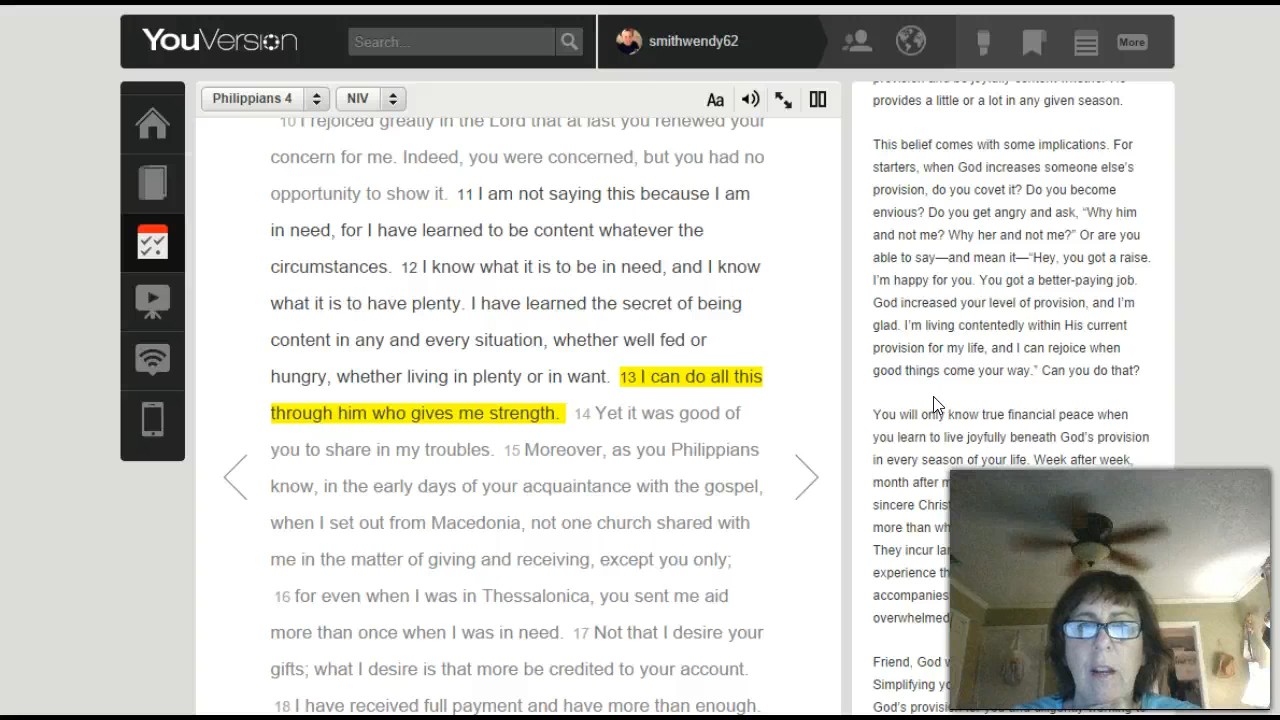 YouVersion
Search...
smithwendy62
More
Philippians 4
NIV
Aa
10 I rejoiced greatly in the Lord that at last you renewed your
concern for me. Indeed, you were concerned, but you had no
opportunity to show it. 11 I am not saying this because I am
in need, for I have learned to be content whatever the
circumstances. 12 I know what it is to be in need, and I know
what it is to have plenty. I have learned the secret of being
content in any and every situation, whether well fed or
hungry, whether living in plenty or in want. 13 I can do all this
through him who gives me strength. 14 Yet it was good of
you to share in my troubles. 15 Moreover, as you Philippians
know, in the early days of your acquaintance with the gospel,
when I set out from Macedonia, not one church shared with
me in the matter of giving and receiving, except you only;
16 for even when I was in Thessalonica, you sent me aid
more than once when I was in need. 17 Not that I desire your
gifts; what I desire is that more be credited to your account.
18 I have received full payment and have more than enough.
provision and be joyfully content whether He
provides a little or a lot in any given season.
This belief comes with some implications. For
starters, when God increases someone else's
provision, do you covet it? Do you become
envious? Do you get angry and ask, “Why him
and not me? Why her and not me?” Or are you
able to say—and mean it—“Hey, you got a raise.
I'm happy for you. You got a better-paying job.
God increased your level of provision, and I'm
glad. I'm living contentedly within His current
provision for my life, and I can rejoice when
good things come your way.” Can you do that?
You will only know true financial peace when
you learn to live joyfully beneath God's provision
in every season of your life. Week after week,
month after
sincere
more than
They incur
experience
accompanies
overwhelmed
Friend, God
Simplifying
God's provision for you and diligently working to